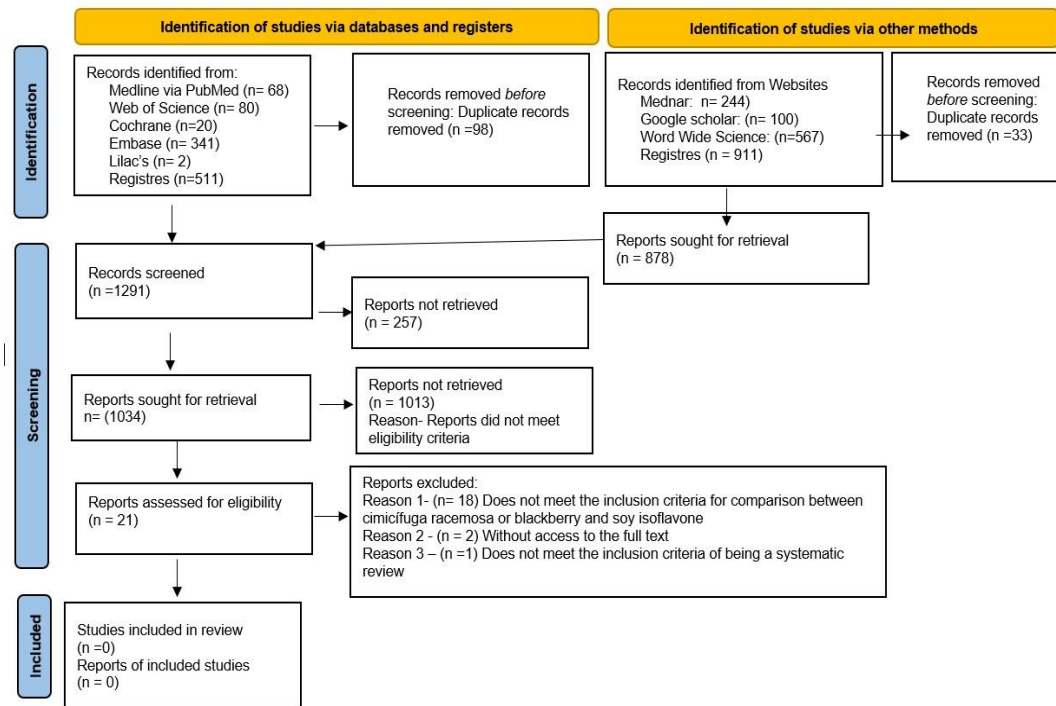 Identification of studies via databases and registers
Identification of studies via other methods
Identification
Records identified from:
Medline via PubMed (n= 68)
Web of Science (n= 80)
Cochrane (n=20)
Embase (n= 341)
Lilac’s (n= 2)
Registres (n=511)
Records removed before
screening: Duplicate records
removed (n =98)
Records identified from Websites
Mednar: n= 244)
Google scholar: (n= 100)
Word Wide Science: (n=567)
Registres (n = 911)
Records removed
before screening:
Duplicate records
removed (n =33)
Screening
Records screened
(n =1291)
Reports sought for retrieval
(n = 878)
Reports not retrieved
(n = 257)
Reports sought for retrieval
n= (1034)
Reports not retrieved
(n = 1013)
Reason- Reports did not meet
eligibility criteria
Reports assessed for eligibility
(n = 21)
Reports excluded:
Reason 1- (n= 18) Does not meet the inclusion criteria for comparison between
cimicífuga racemosa or blackberry and soy isoflavone
Reason 2 - (n = 2) Without access to the full text
Reason 3 – (n =1) Does not meet the inclusion criteria of being a systematic
review
Included
Studies included in review
(n =0)
Reports of included studies
(n = 0)